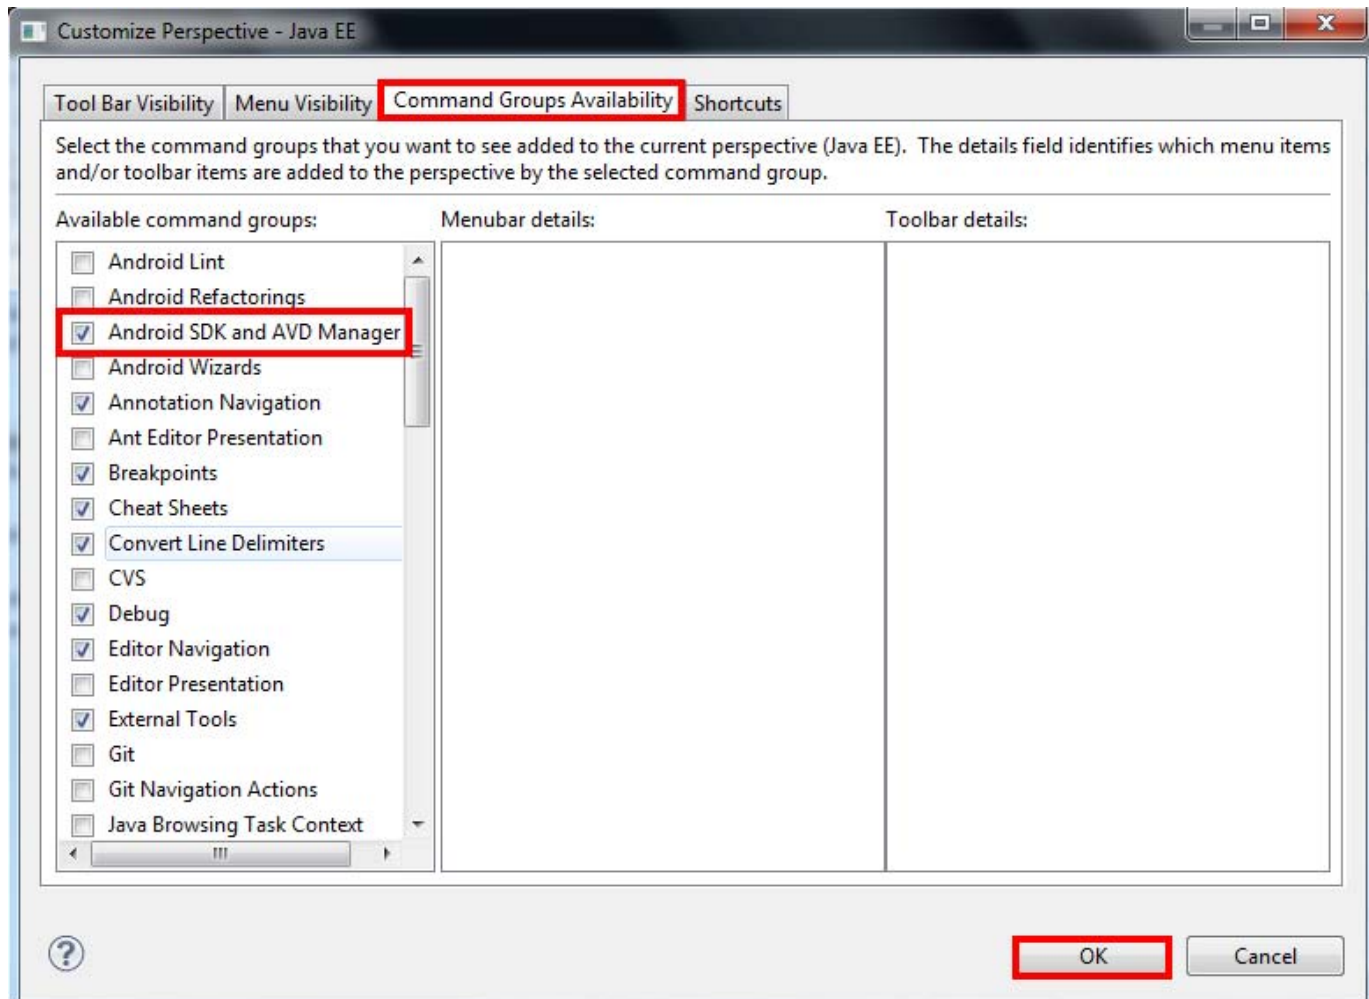 Customize Perspective - Java EE
Tool Bar Visibility
Menu Visibility
Command Groups Availability
Shortcuts
Select the command groups that you want to see added to the current perspective (Java EE). The details field identifies which menu items
and/or toolbar items are added to the perspective by the selected command group.
Available command groups:
Menubar details:
Toolbar details:
Android Lint
Android Refactorings
Android SDK and AVD Manager
Android Wizards
Annotation Navigation
Ant Editor Presentation
Breakpoints
Cheat Sheets
Convert Line Delimiters
CVS
Debug
Editor Navigation
Editor Presentation
External Tools
Git
Git Navigation Actions
Java Browsing Task Context
?
OK
Cancel